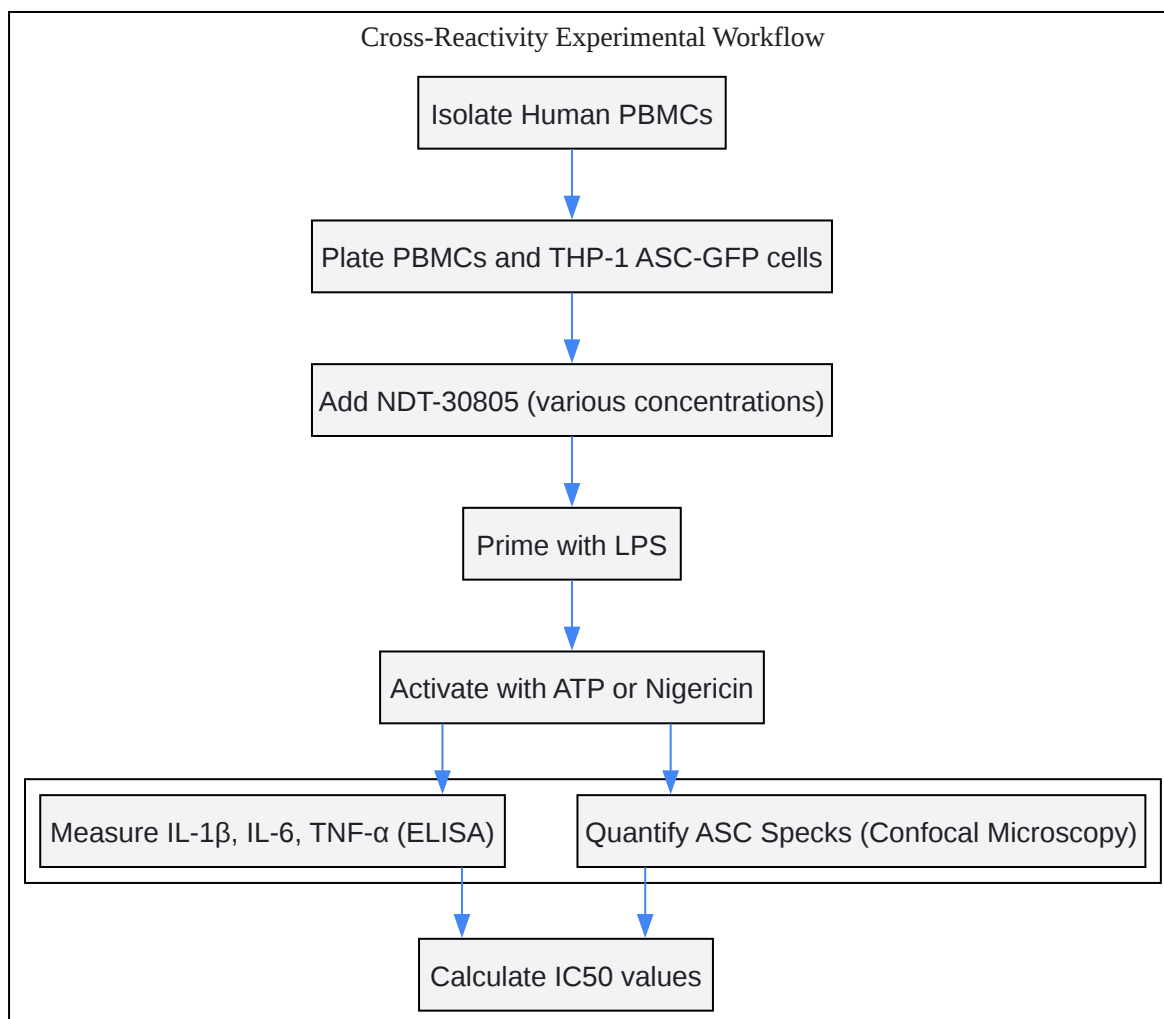 Cross-Reactivity Experimental Workflow
Isolate Human PBMCs
Plate PBMCs and THP-1 ASC-GFP cells
Add NDT-30805 (various concentrations)
Prime with LPS
Activate with ATP or Nigericin
Measure IL-1β, IL-6, TNF-α (ELISA)
Quantify ASC Specks (Confocal Microscopy)
Calculate IC50 values